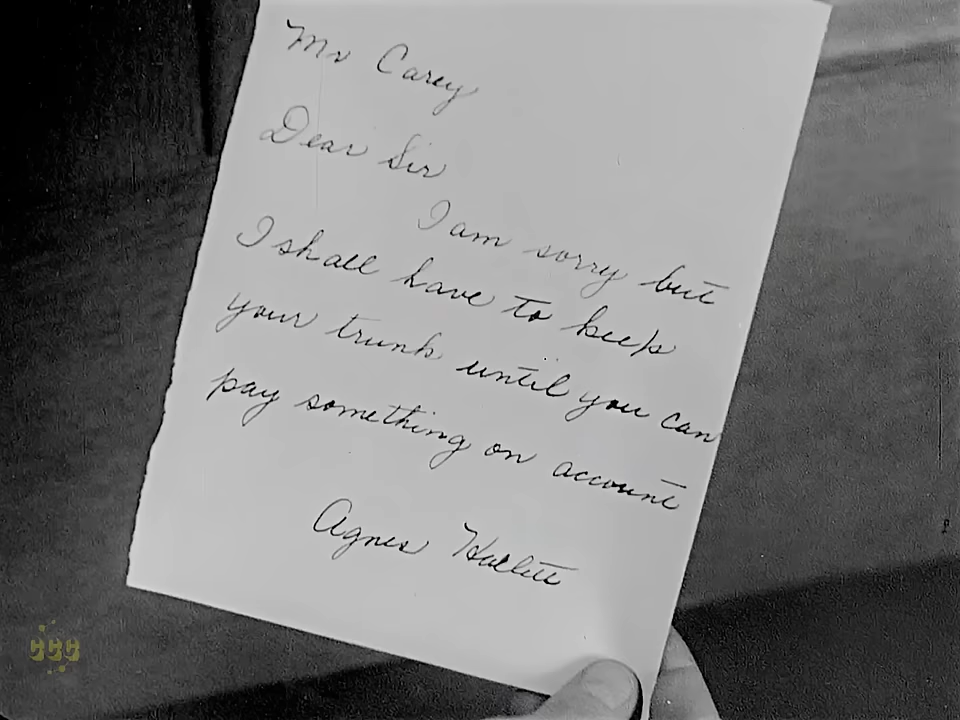 Mr Carey
Dear Sir
I am sorry but
I shall have to keep
your trunk until you can
pay something on account
Agnes Hallett
CCC